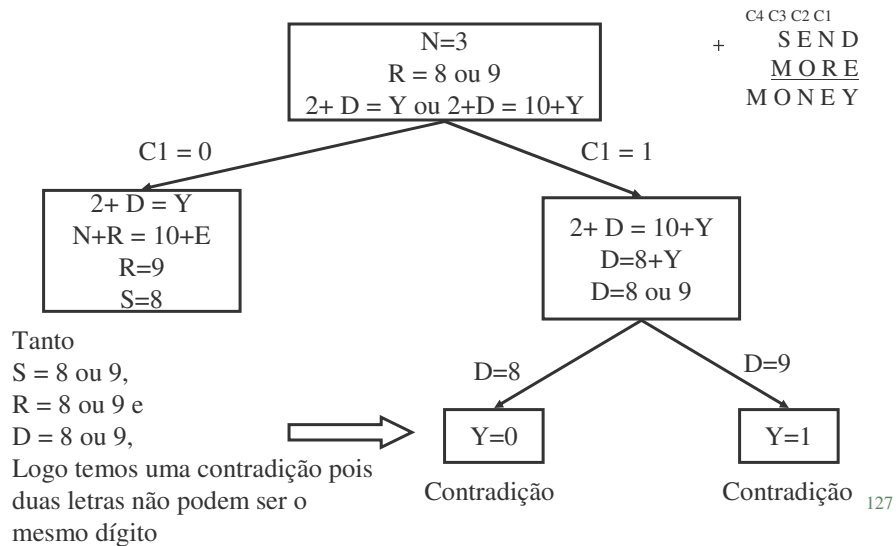 C4 C3 C2 C1
+ S E N D
M O R E
M O N E Y
N=3
R = 8 ou 9
2+ D = Y ou 2+D = 10+Y
C1 = 0
C1 = 1
2+ D = Y
N+R = 10+E
R=9
S=8
2+ D = 10+Y
D=8+Y
D=8 ou 9
Tanto
S = 8 ou 9,
R = 8 ou 9 e
D = 8 ou 9,
Logo temos uma contradição pois
duas letras não podem ser o
mesmo dígito
D=8
D=9
Y=0
Y=1
Contradição
Contradição
127